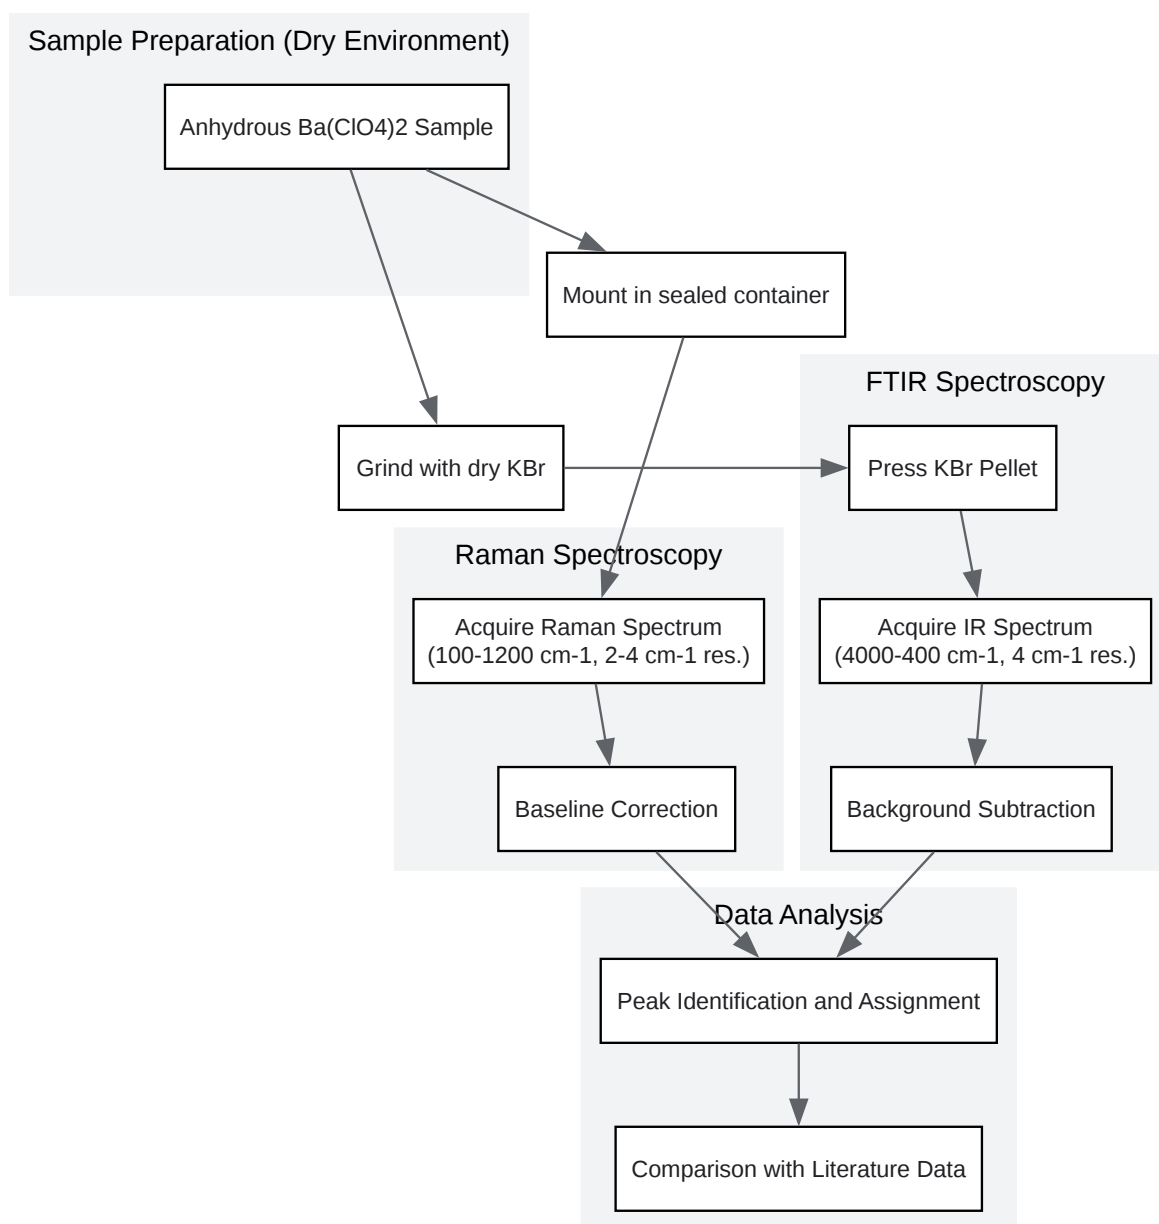 Sample Preparation (Dry Environment)
Anhydrous Ba(ClO4)2 Sample
Mount in sealed container
FTIR Spectroscopy
Grind with dry KBr
Press KBr Pellet
Raman Spectroscopy
Acquire Raman Spectrum
(100-1200 cm-1, 2-4 cm-1 res.)
Acquire IR Spectrum
(4000-400 cm-1, 4 cm-1 res.)
Baseline Correction
Background Subtraction
Data Analysis
Peak Identification and Assignment
Comparison with Literature Data